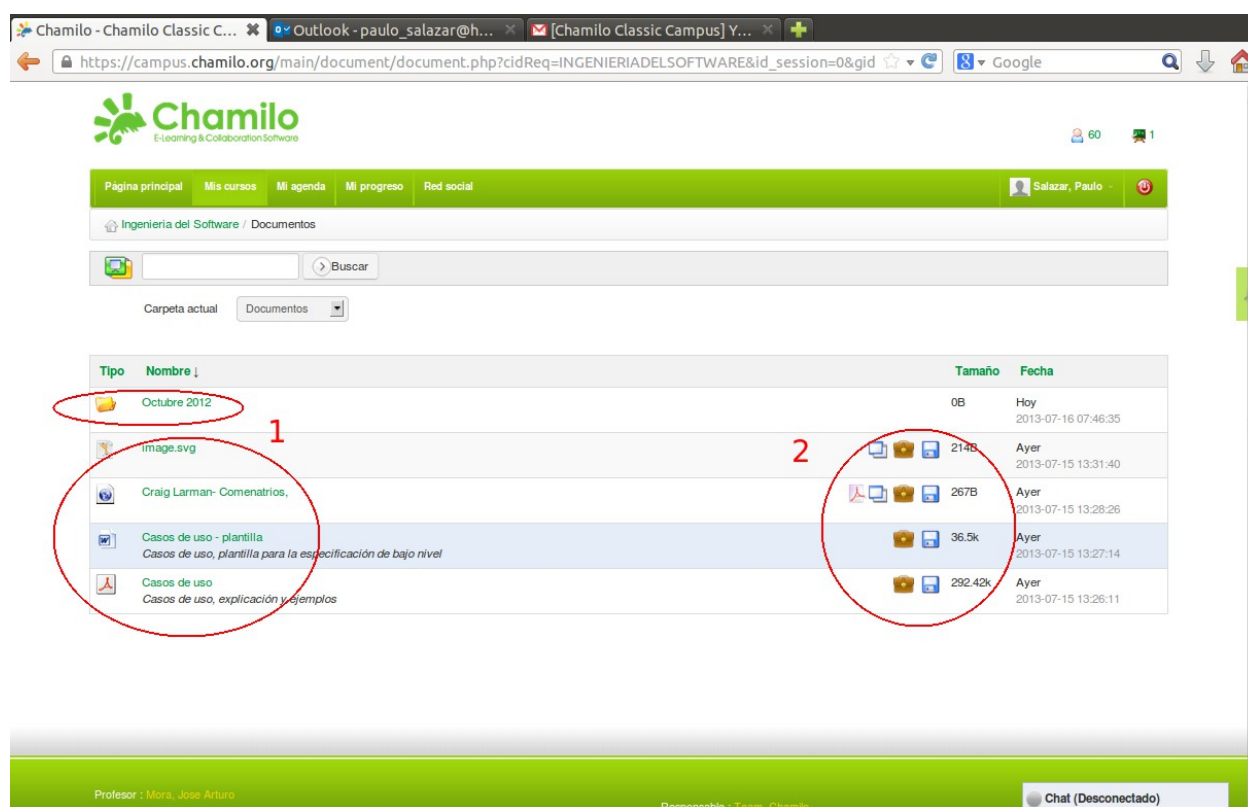 Chamilo - Chamilo Classic C... Outlook - paulo_salazar@h... [Chamilo Classic Campus] Y...
https://campus.chamilo.org/main/document/document.php?cidReq=INGENIERIADELSOFTWARE&id_session=0&gid Google
Chamilo
E-Learning & Collaboration Software
60 1
Página principal Mis cursos Mi agenda Mi progreso Red social Salazar, Paulo
Ingenieria del Software / Documentos
Buscar
Carpeta actual Documentos
Tipo Nombre ↓ Tamaño Fecha
Octubre 2012 0B Hoy
2013-07-16 07:46:35
1
image.svg 2 214B Ayer
2013-07-15 13:31:40
Craig Larman- Comenatrios, 267B Ayer
2013-07-15 13:28:26
Casos de uso - plantilla 36.5k Ayer
Casos de uso, plantilla para la especificación de bajo nivel 2013-07-15 13:27:14
Casos de uso 292.42k Ayer
Casos de uso, explicación y ejemplos 2013-07-15 13:26:11
Profesor : Mora, Jose Arturo
Responsable : Team, Chamilo
Chat (Desconectado)